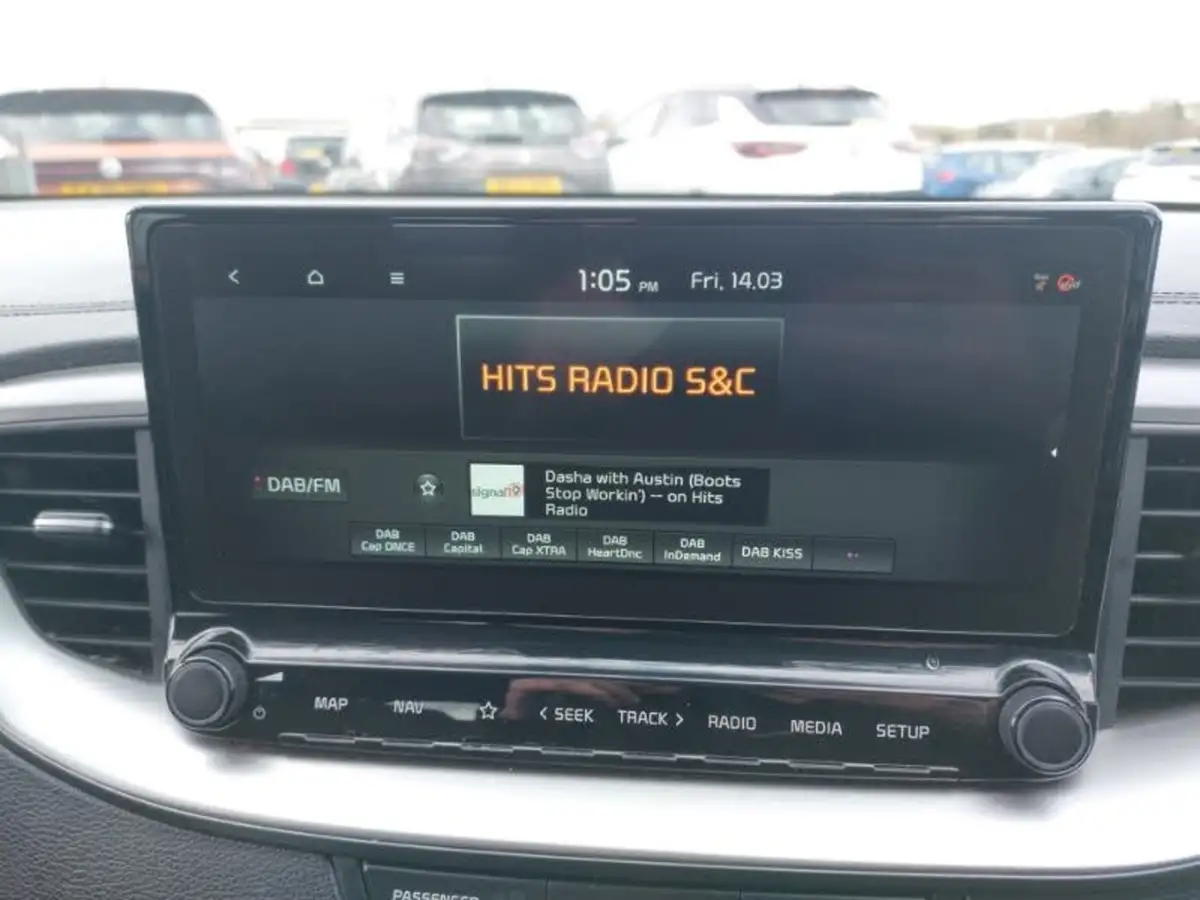 1:05 PM Fri, 14.03
HITS RADIO S&C
DAB/FM
signal
Dasha with Austin (Boots
Stop Workin') -- on Hits
Radio
DAB
Cap DNCE
DAB
Capital
DAB
Cap XTRA
DAB
HeartDnc
DAB
InDemand
DAB KISS
MAP NAV < SEEK TRACK > RADIO MEDIA SETUP
PASSENGER